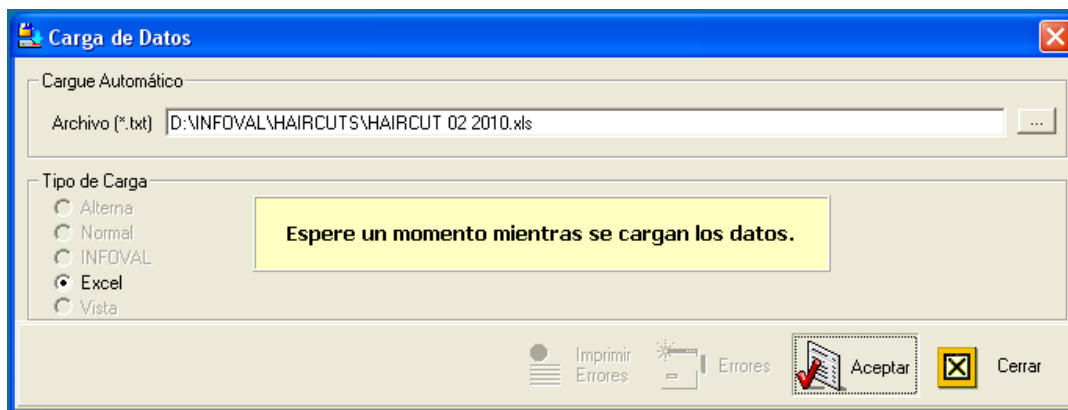 Carga de Datos
Cargue Automático
Archivo (*.txt) D:\INFOVAL\HAIRCUTS\HAIRCUT 02 2010.xls ...
Tipo de Carga
Alterna
Normal
INFOVAL
Excel
Vista
Espere un momento mientras se cargan los datos.
Imprimir
Errores
Errores
Aceptar
Cerrar